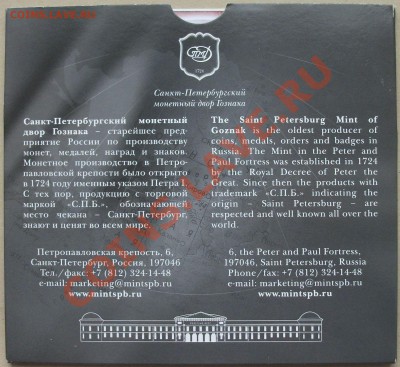 COINS.LAVE.RU
1724
Санкт-Петербургский
монетный двор Гознака
Санкт-Петербургский монетный
двор Гознака – старейшее пред-
приятие России по производству
монет, медалей, наград и знаков.
Монетное производство в Петро-
павловской крепости было открыто
в 1724 году именным указом Петра I.
С тех пор, продукцию с торговой
маркой «С.П.Б.», обозначающей
место чекана – Санкт-Петербург,
знают и ценят во всем мире.
Петропавловская крепость, 6,
Санкт-Петербург, Россия, 197046
Тел./факс: +7 (812) 324-14-48
e-mail: marketing@mintspb.ru
www.mintspb.ru
The Saint Petersburg Mint of
Goznak is the oldest producer of
coins, medals, orders and badges in
Russia. The Mint in the Peter and
Paul Fortress was established in 1724
by the Royal Decree of Peter the
Great. Since then the products with
trademark «С.П.Б.» indicating the
origin – Saint Petersburg – are
respected and well known all over the
world.
6, the Peter and Paul Fortress,
197046, Saint Petersburg, Russia
Phone/fax: +7 (812) 324-14-48
e-mail: marketing@mintspb.ru
www.mintspb.ru